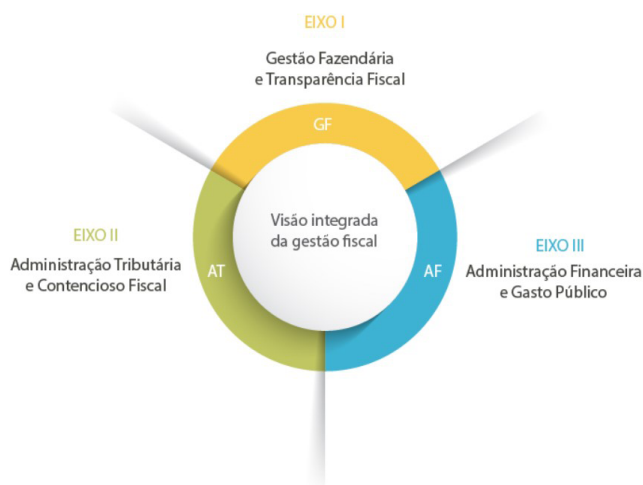 EIXO I
Gestão Fazendária
e Transparência Fiscal
GF
Visão integrada
da gestão fiscal
EIXO II
Administração Tributária
e Contencioso Fiscal
AT
AF
EIXO III
Administração Financeira
e Gasto Público